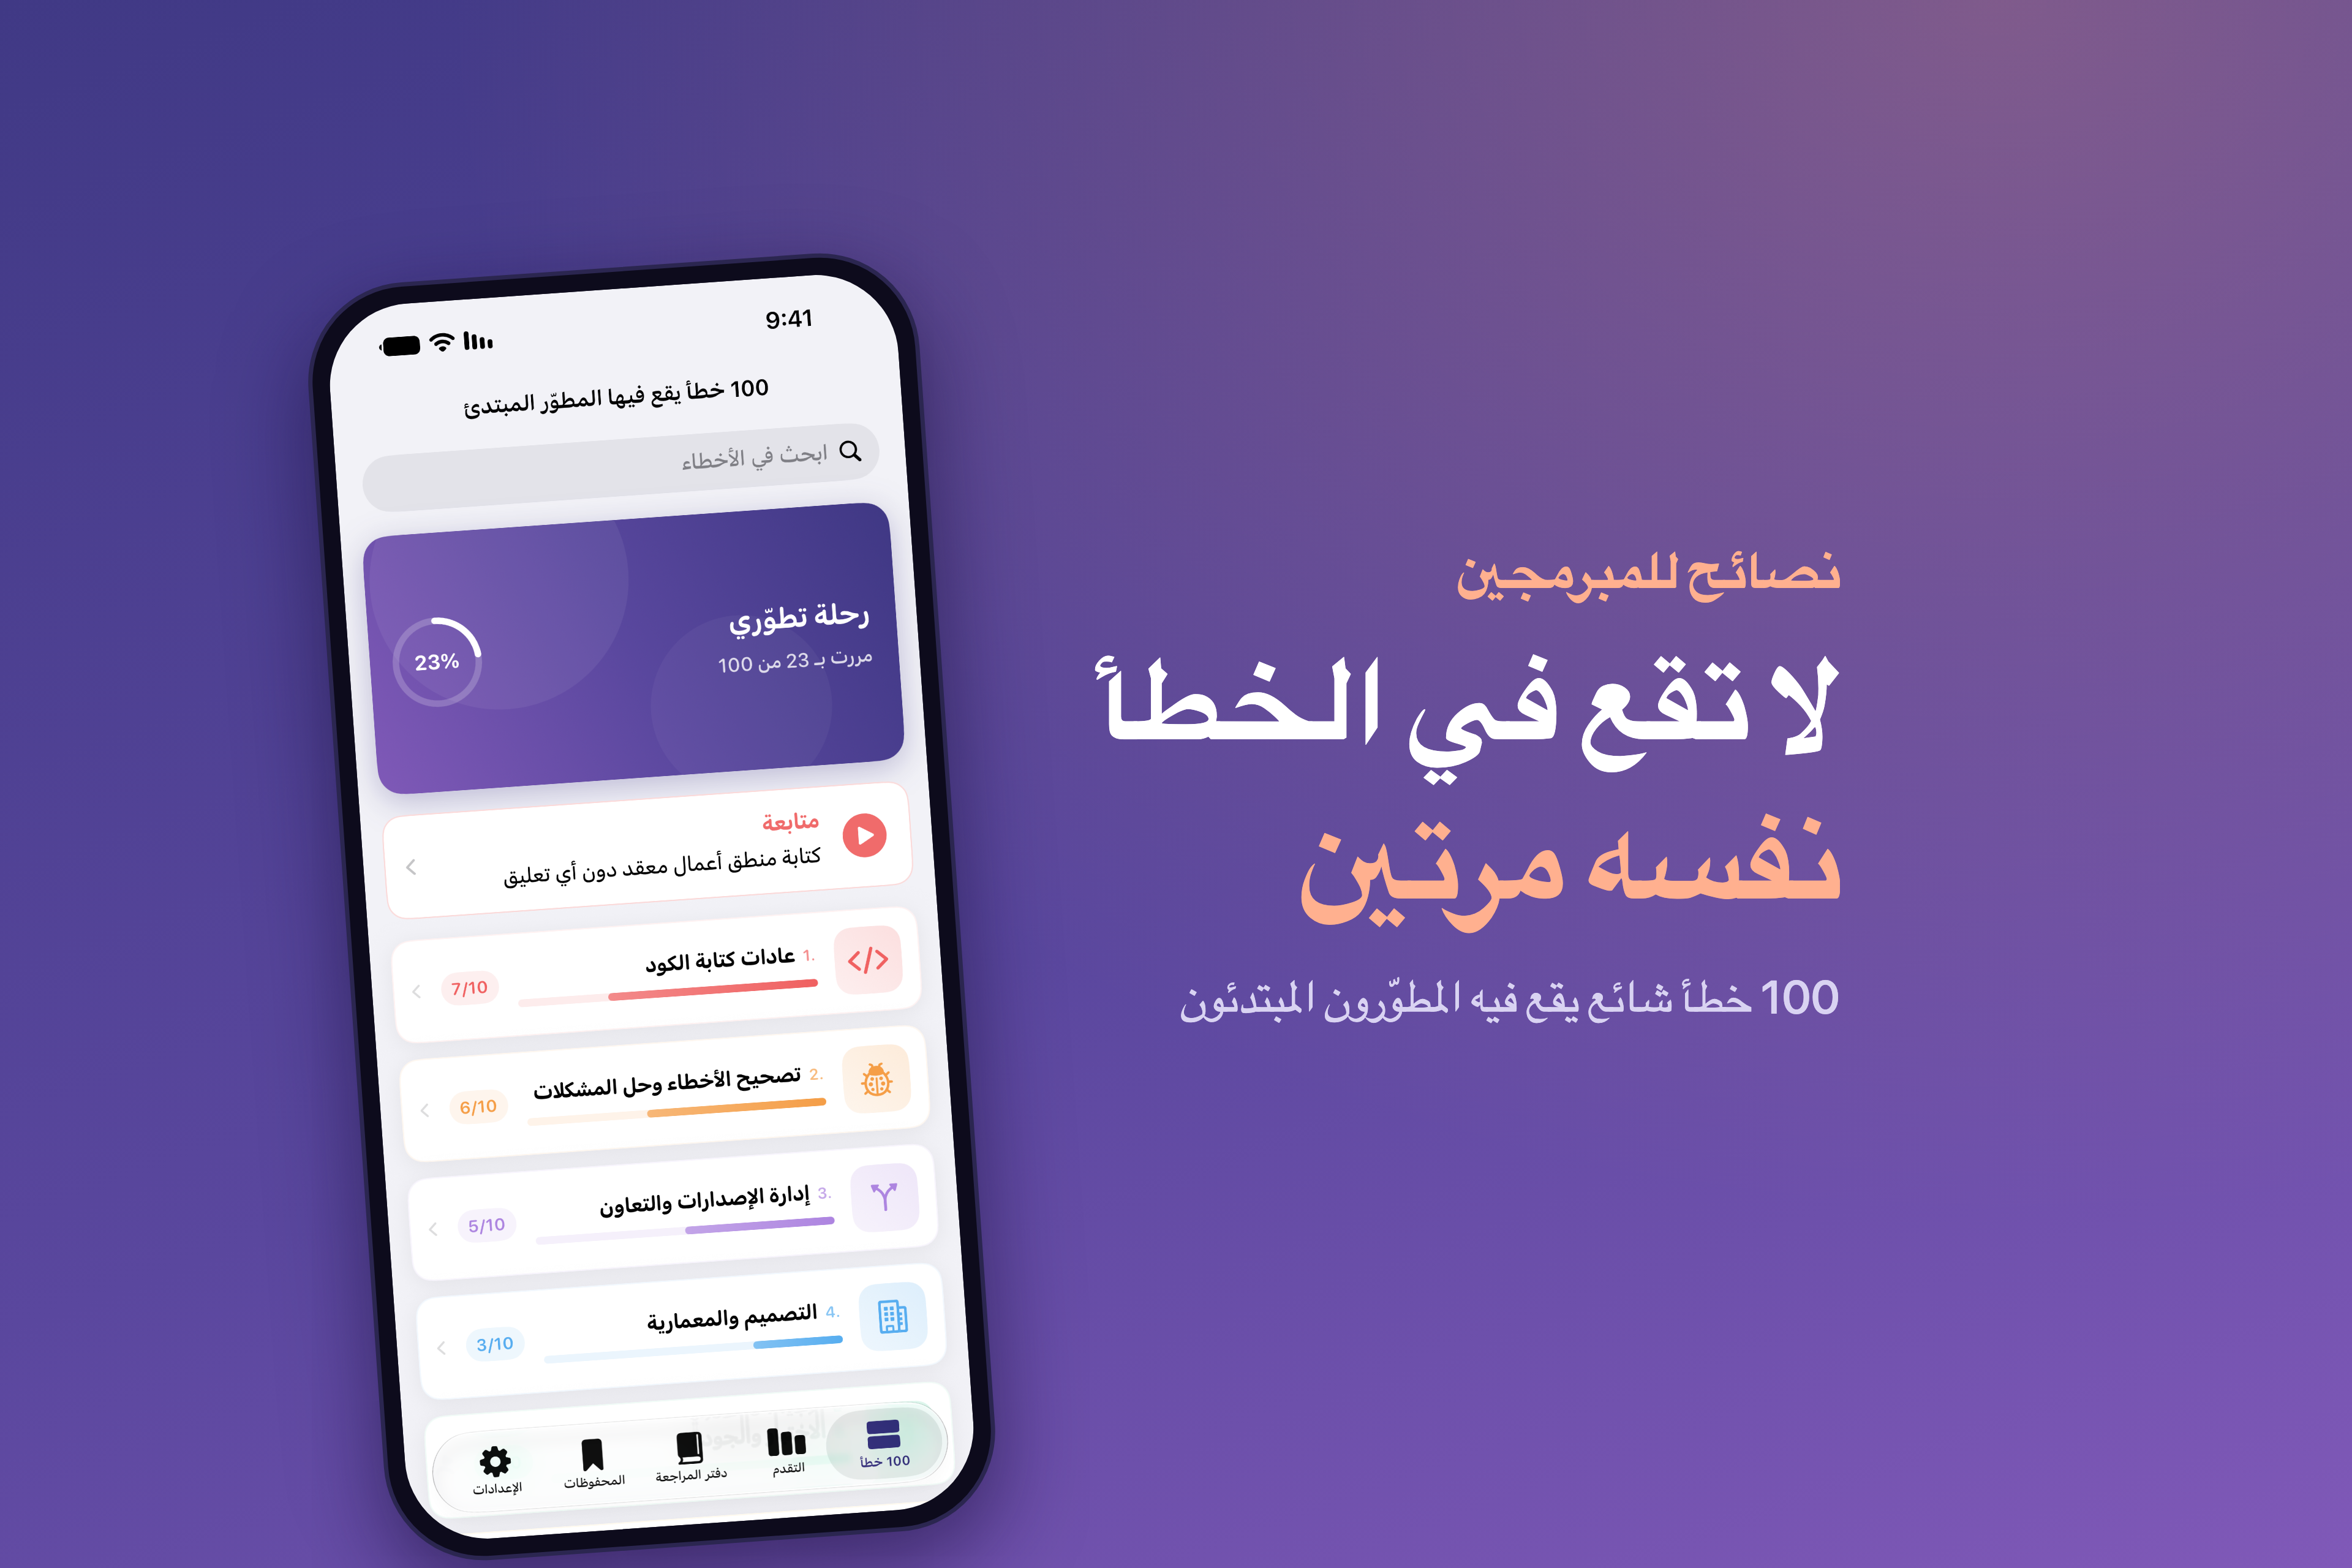 نصائح للمبرمجين
لا تقع في الخطأ
نفسه مرتين
100 خطأ شائع يقع فيه المطوّرون المبتدئون
9:41
100 خطأ يقع فيها المطوّر المبتدئ
ابحث في الأخطاء
رحلة تطوّري
مررت بـ 23 من 100
23%
متابعة
كتابة منطق أعمال معقد دون أي تعليق
1. عادات كتابة الكود
7/10
2. تصحيح الأخطاء وحل المشكلات
6/10
3. إدارة الإصدارات والتعاون
5/10
4. التصميم والمعمارية
3/10
100 خطأ
التقدم
دفتر المراجعة
المحفوظات
الإعدادات